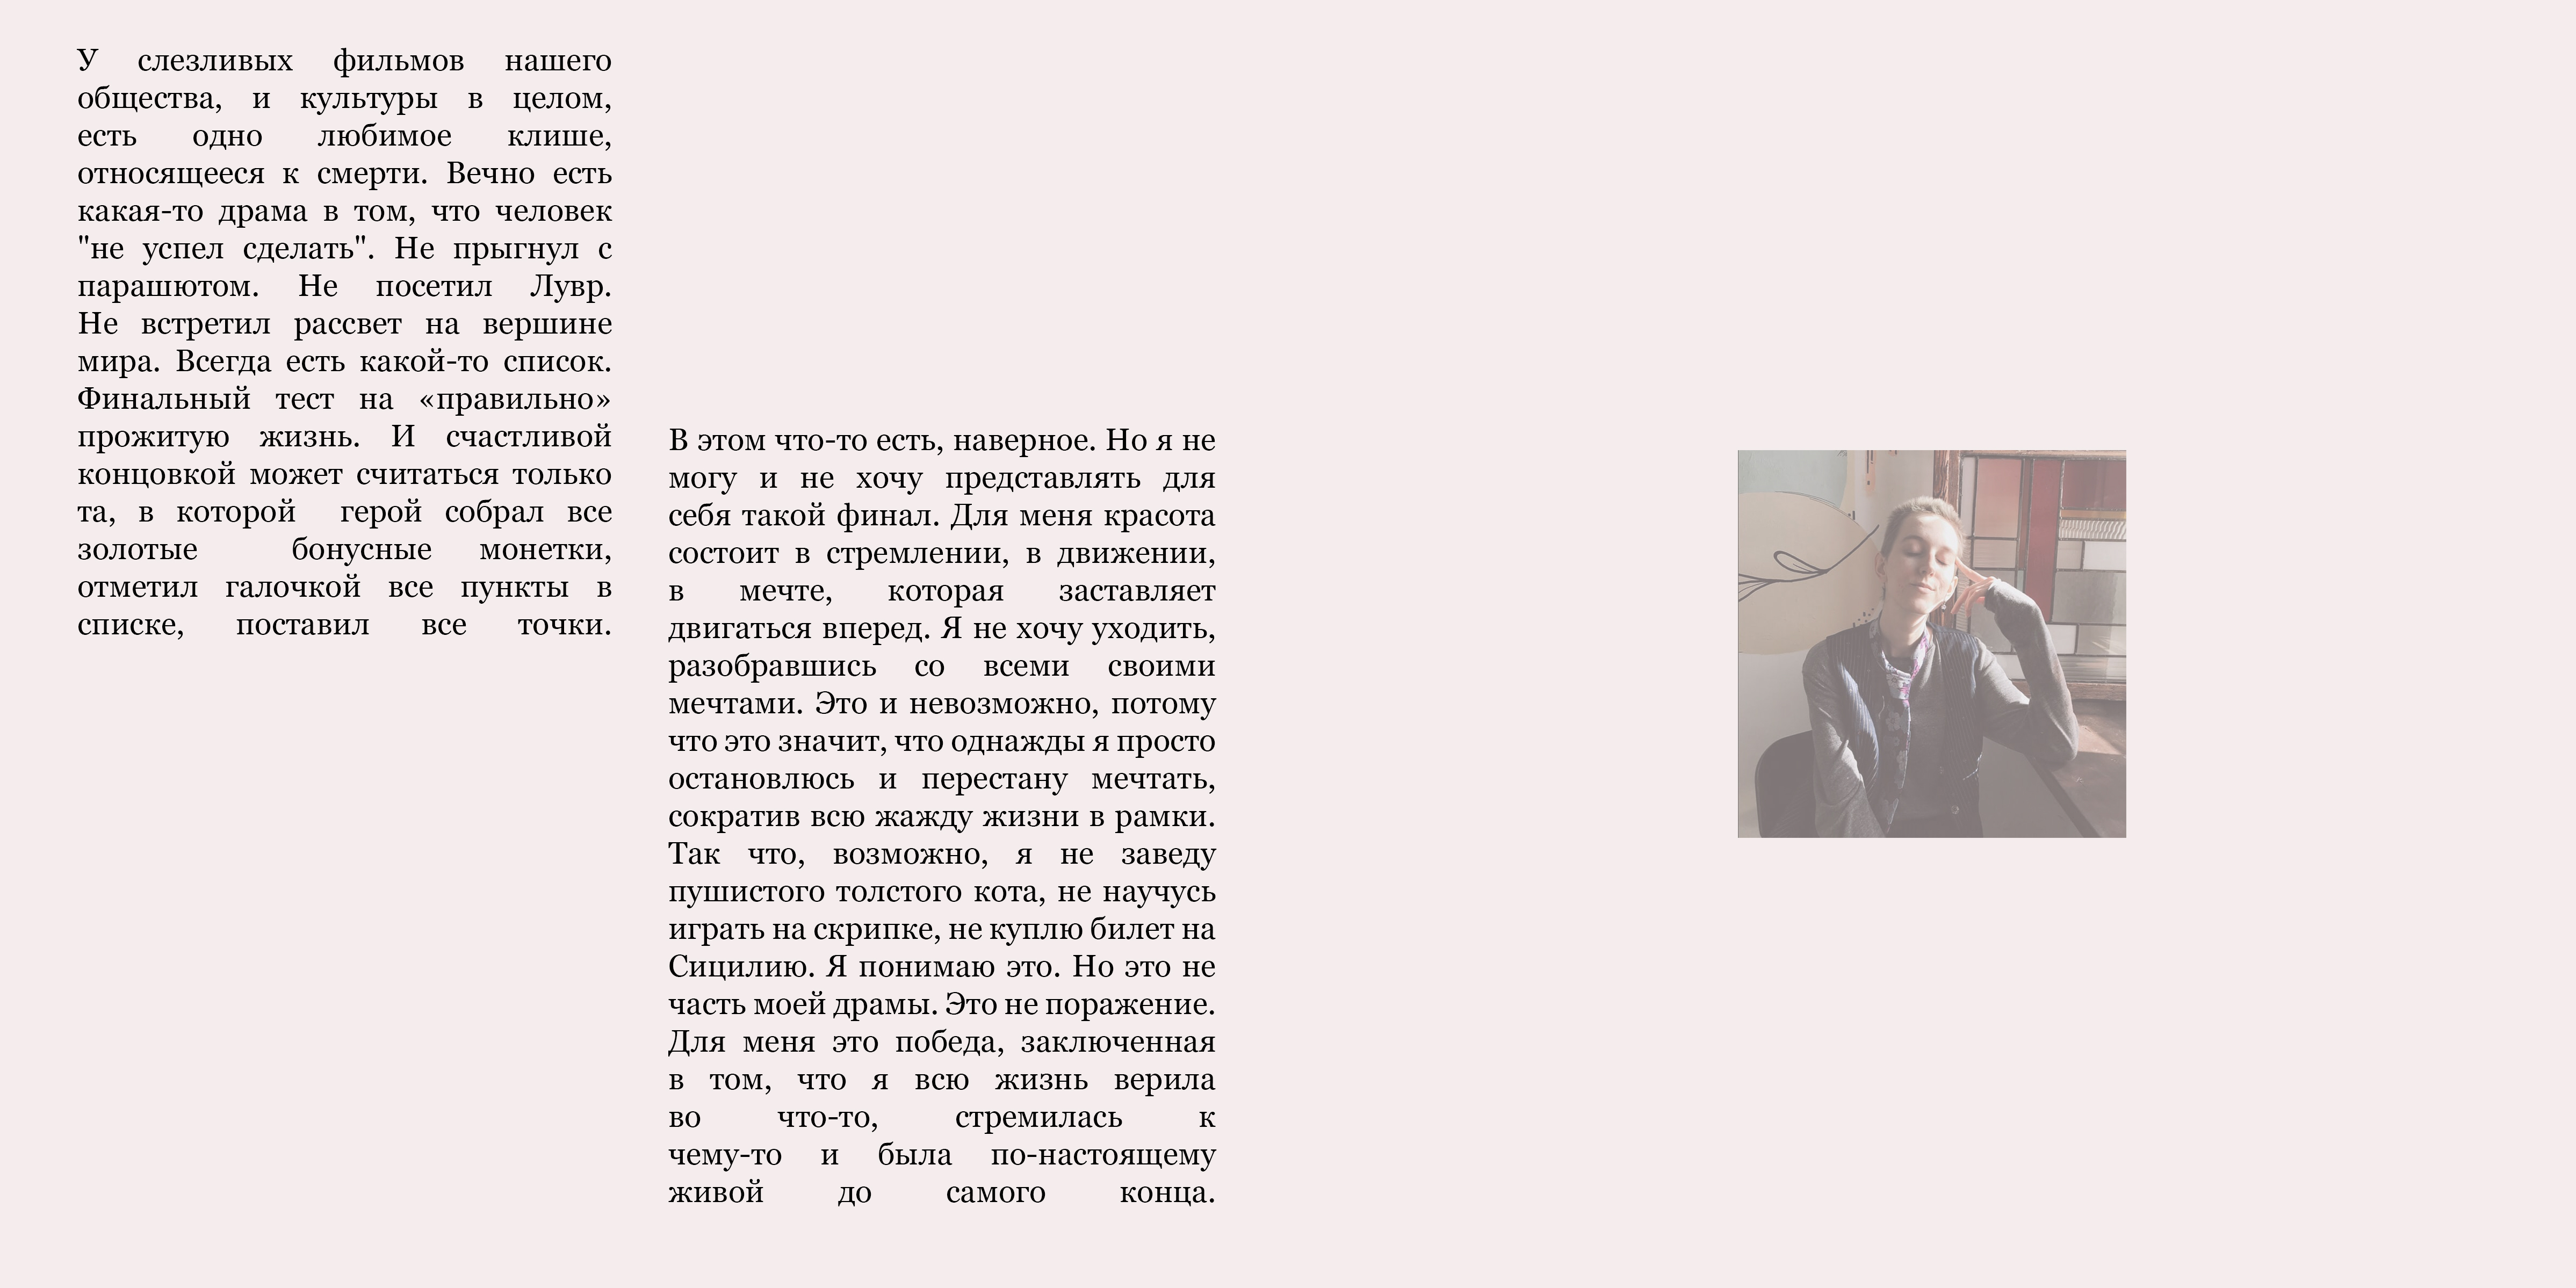 У слезливых фильмов нашего
общества, и культуры в целом,
есть одно любимое клише,
относящееся к смерти. Вечно есть
какая-то драма в том, что человек
"не успел сделать". Не прыгнул с
парашютом. Не посетил Лувр.
Не встретил рассвет на вершине
мира. Всегда есть какой-то список.
Финальный тест на «правильно»
прожитую жизнь. И счастливой
концовкой может считаться только
та, в которой герой собрал все
золотые бонусные монетки,
отметил галочкой все пункты в
списке, поставил все точки.
В этом что-то есть, наверное. Но я не
могу и не хочу представлять для
себя такой финал. Для меня красота
состоит в стремлении, в движении,
в мечте, которая заставляет
двигаться вперед. Я не хочу уходить,
разобравшись со всеми своими
мечтами. Это и невозможно, потому
что это значит, что однажды я просто
остановлюсь и перестану мечтать,
сократив всю жажду жизни в рамки.
Так что, возможно, я не заведу
пушистого толстого кота, не научусь
играть на скрипке, не куплю билет на
Сицилию. Я понимаю это. Но это не
часть моей драмы. Это не поражение.
Для меня это победа, заключенная
в том, что я всю жизнь верила
во что-то, стремилась к
чему-то и была по-настоящему
живой до самого конца.